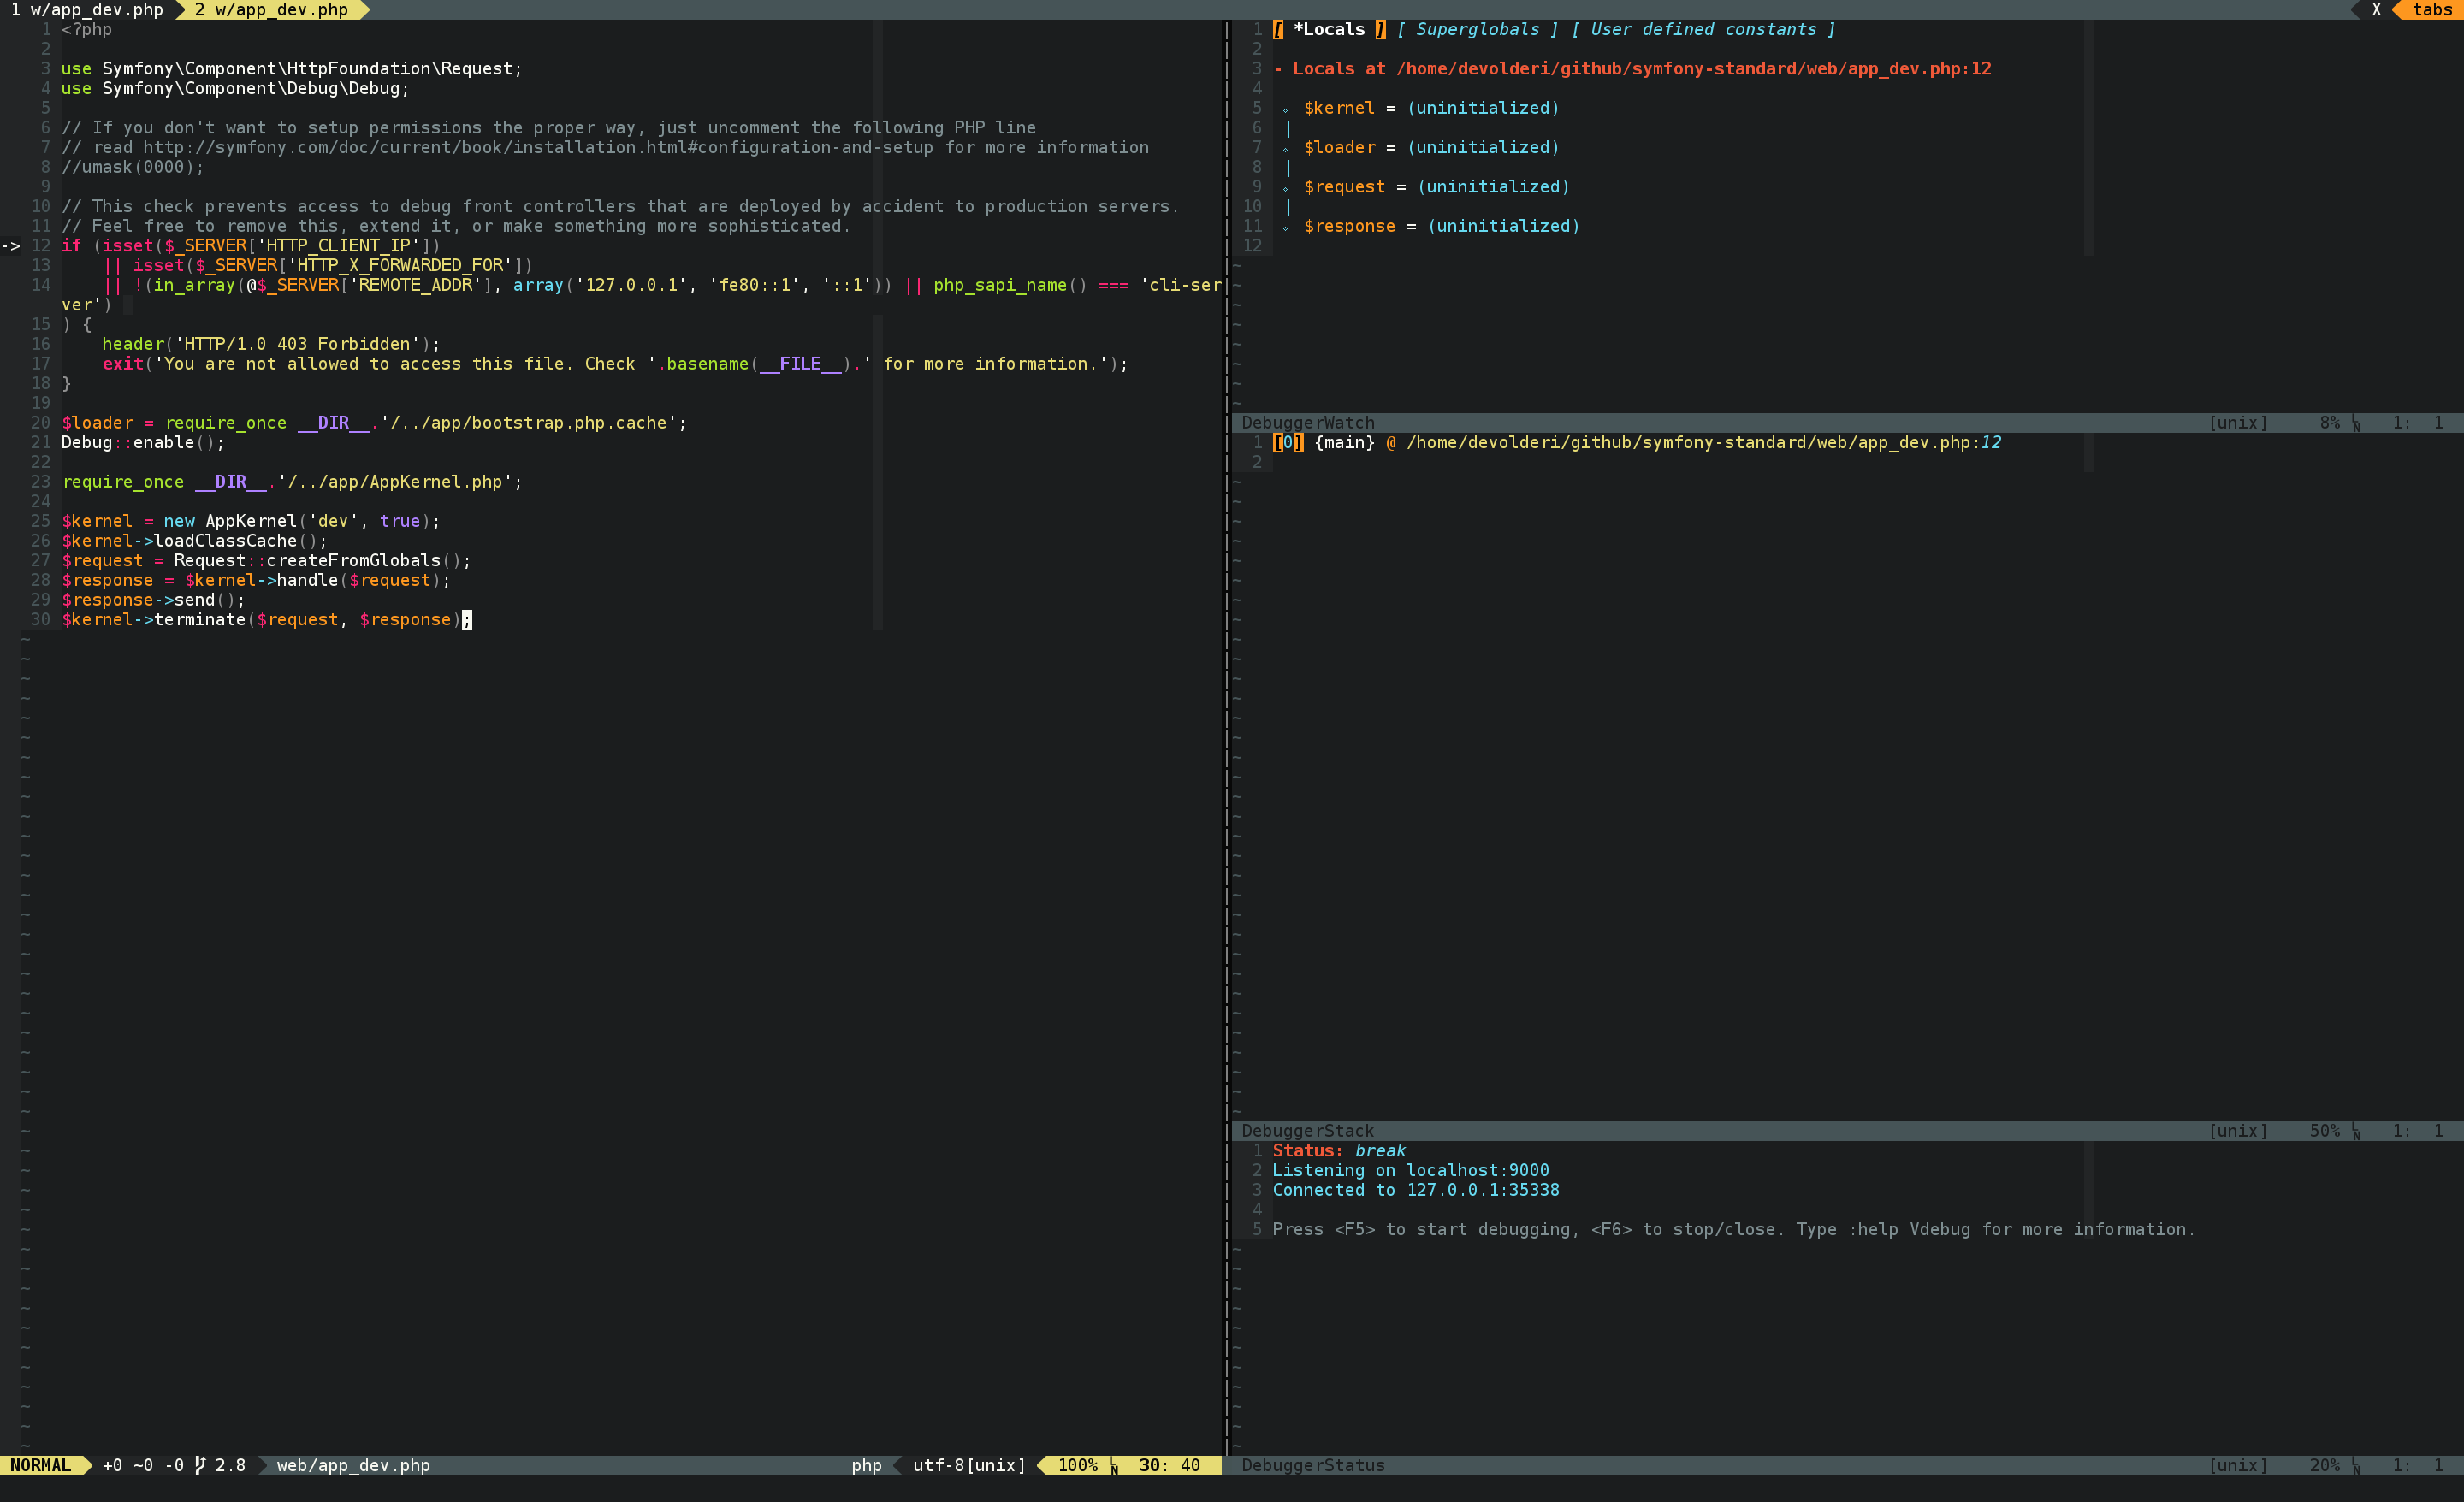 1 w/app_dev.php 2 w/app_dev.php X tabs
1 <?php
2
3 use Symfony\Component\HttpFoundation\Request;
4 use Symfony\Component\Debug\Debug;
5
6 // If you don't want to setup permissions the proper way, just uncomment the following PHP line
7 // read http://symfony.com/doc/current/book/installation.html#configuration-and-setup for more information
8 //umask(0000);
9
10 // This check prevents access to debug front controllers that are deployed by accident to production servers.
11 // Feel free to remove this, extend it, or make something more sophisticated.
-> 12 if (isset($_SERVER['HTTP_CLIENT_IP'])
13     || isset($_SERVER['HTTP_X_FORWARDED_FOR'])
14     || !(in_array(@$_SERVER['REMOTE_ADDR'], array('127.0.0.1', 'fe80::1', '::1')) || php_sapi_name() === 'cli-ser
ver')
15 ) {
16     header('HTTP/1.0 403 Forbidden');
17     exit('You are not allowed to access this file. Check '.basename(__FILE__).' for more information.');
18 }
19
20 $loader = require_once __DIR__.'/../app/bootstrap.php.cache';
21 Debug::enable();
22
23 require_once __DIR__.'/../app/AppKernel.php';
24
25 $kernel = new AppKernel('dev', true);
26 $kernel->loadClassCache();
27 $request = Request::createFromGlobals();
28 $response = $kernel->handle($request);
29 $response->send();
30 $kernel->terminate($request, $response);
NORMAL +0 ~0 -0 2.8 web/app_dev.php php utf-8[unix] 100% LN 30: 40
1 [ *Locals ] [ Superglobals ] [ User defined constants ]
2
3 - Locals at /home/devolderi/github/symfony-standard/web/app_dev.php:12
4
5 ⋄ $kernel = (uninitialized)
6 |
7 ⋄ $loader = (uninitialized)
8 |
9 ⋄ $request = (uninitialized)
10 |
11 ⋄ $response = (uninitialized)
12
DebuggerWatch [unix] 8% LN 1: 1
1 [0] {main} @ /home/devolderi/github/symfony-standard/web/app_dev.php:12
2
DebuggerStack [unix] 50% LN 1: 1
1 Status: break
2 Listening on localhost:9000
3 Connected to 127.0.0.1:35338
4
5 Press <F5> to start debugging, <F6> to stop/close. Type :help Vdebug for more information.
DebuggerStatus [unix] 20% LN 1: 1